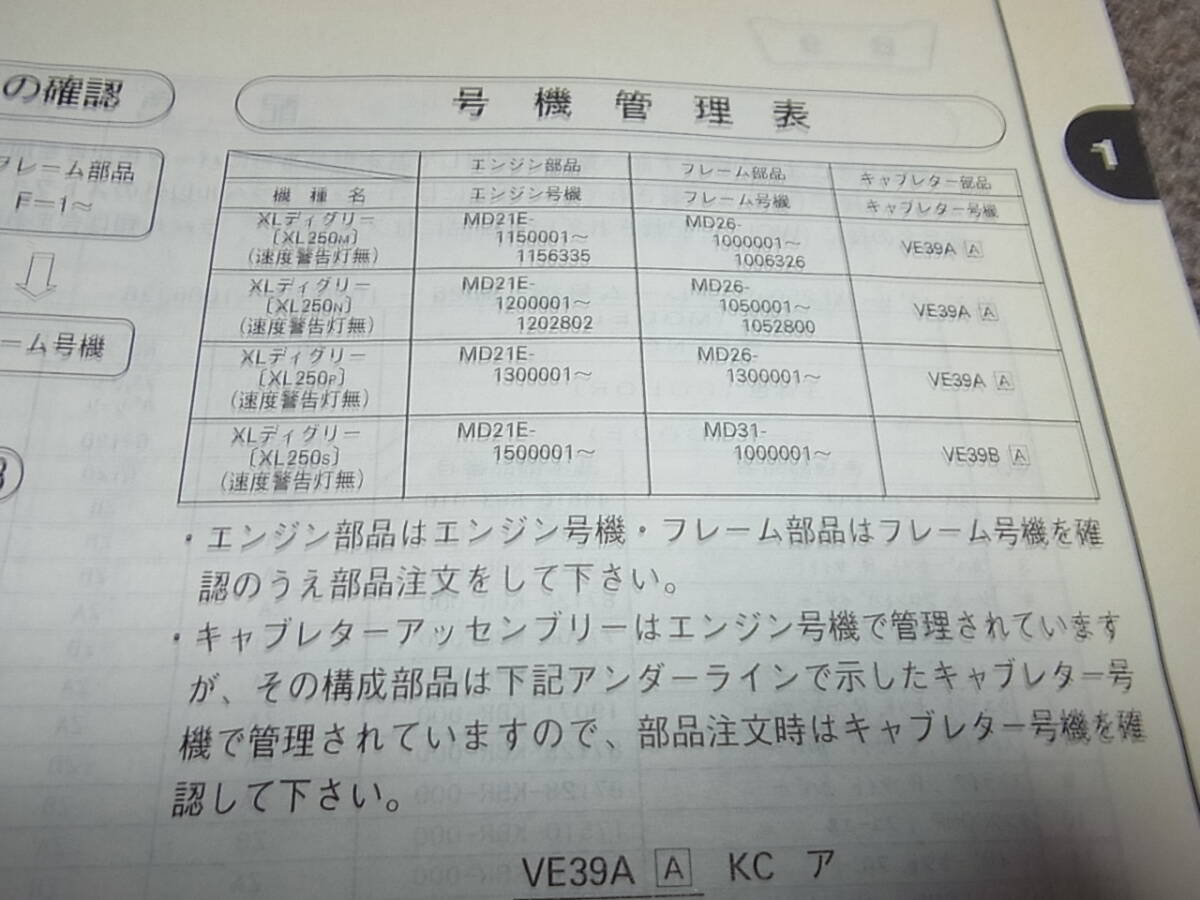 の確認
フレーム部品
F－1～
ーム号機
号機管理表
1
エンジン部品 フレーム部品 キャブレター部品
機種名 エンジン号機 フレーム号機 キャブレター号機
XLディグリー MD21E- MD26-
〔XL250M〕 1150001～ 1000001～ VE39A A
(速度警告灯無) 1156335 1006326
XLディグリー MD21E- MD26-
〔XL250N〕 1200001～ 1050001～ VE39A A
(速度警告灯無) 1202802 1052800
XLディグリー MD21E- MD26-
〔XL250P〕 1300001～ 1300001～ VE39A A
(速度警告灯無)
XLディグリー MD21E- MD31-
〔XL250S〕 1500001～ 1000001～ VE39B A
(速度警告灯無)
・エンジン部品はエンジン号機・フレーム部品はフレーム号機を確
認のうえ部品注文をして下さい。
・キャブレターアッセンブリーはエンジン号機で管理されています
が、その構成部品は下記アンダーラインで示したキャブレター号
機で管理されていますので、部品注文時はキャブレター号機を確
認して下さい。
VE39A A KC ア